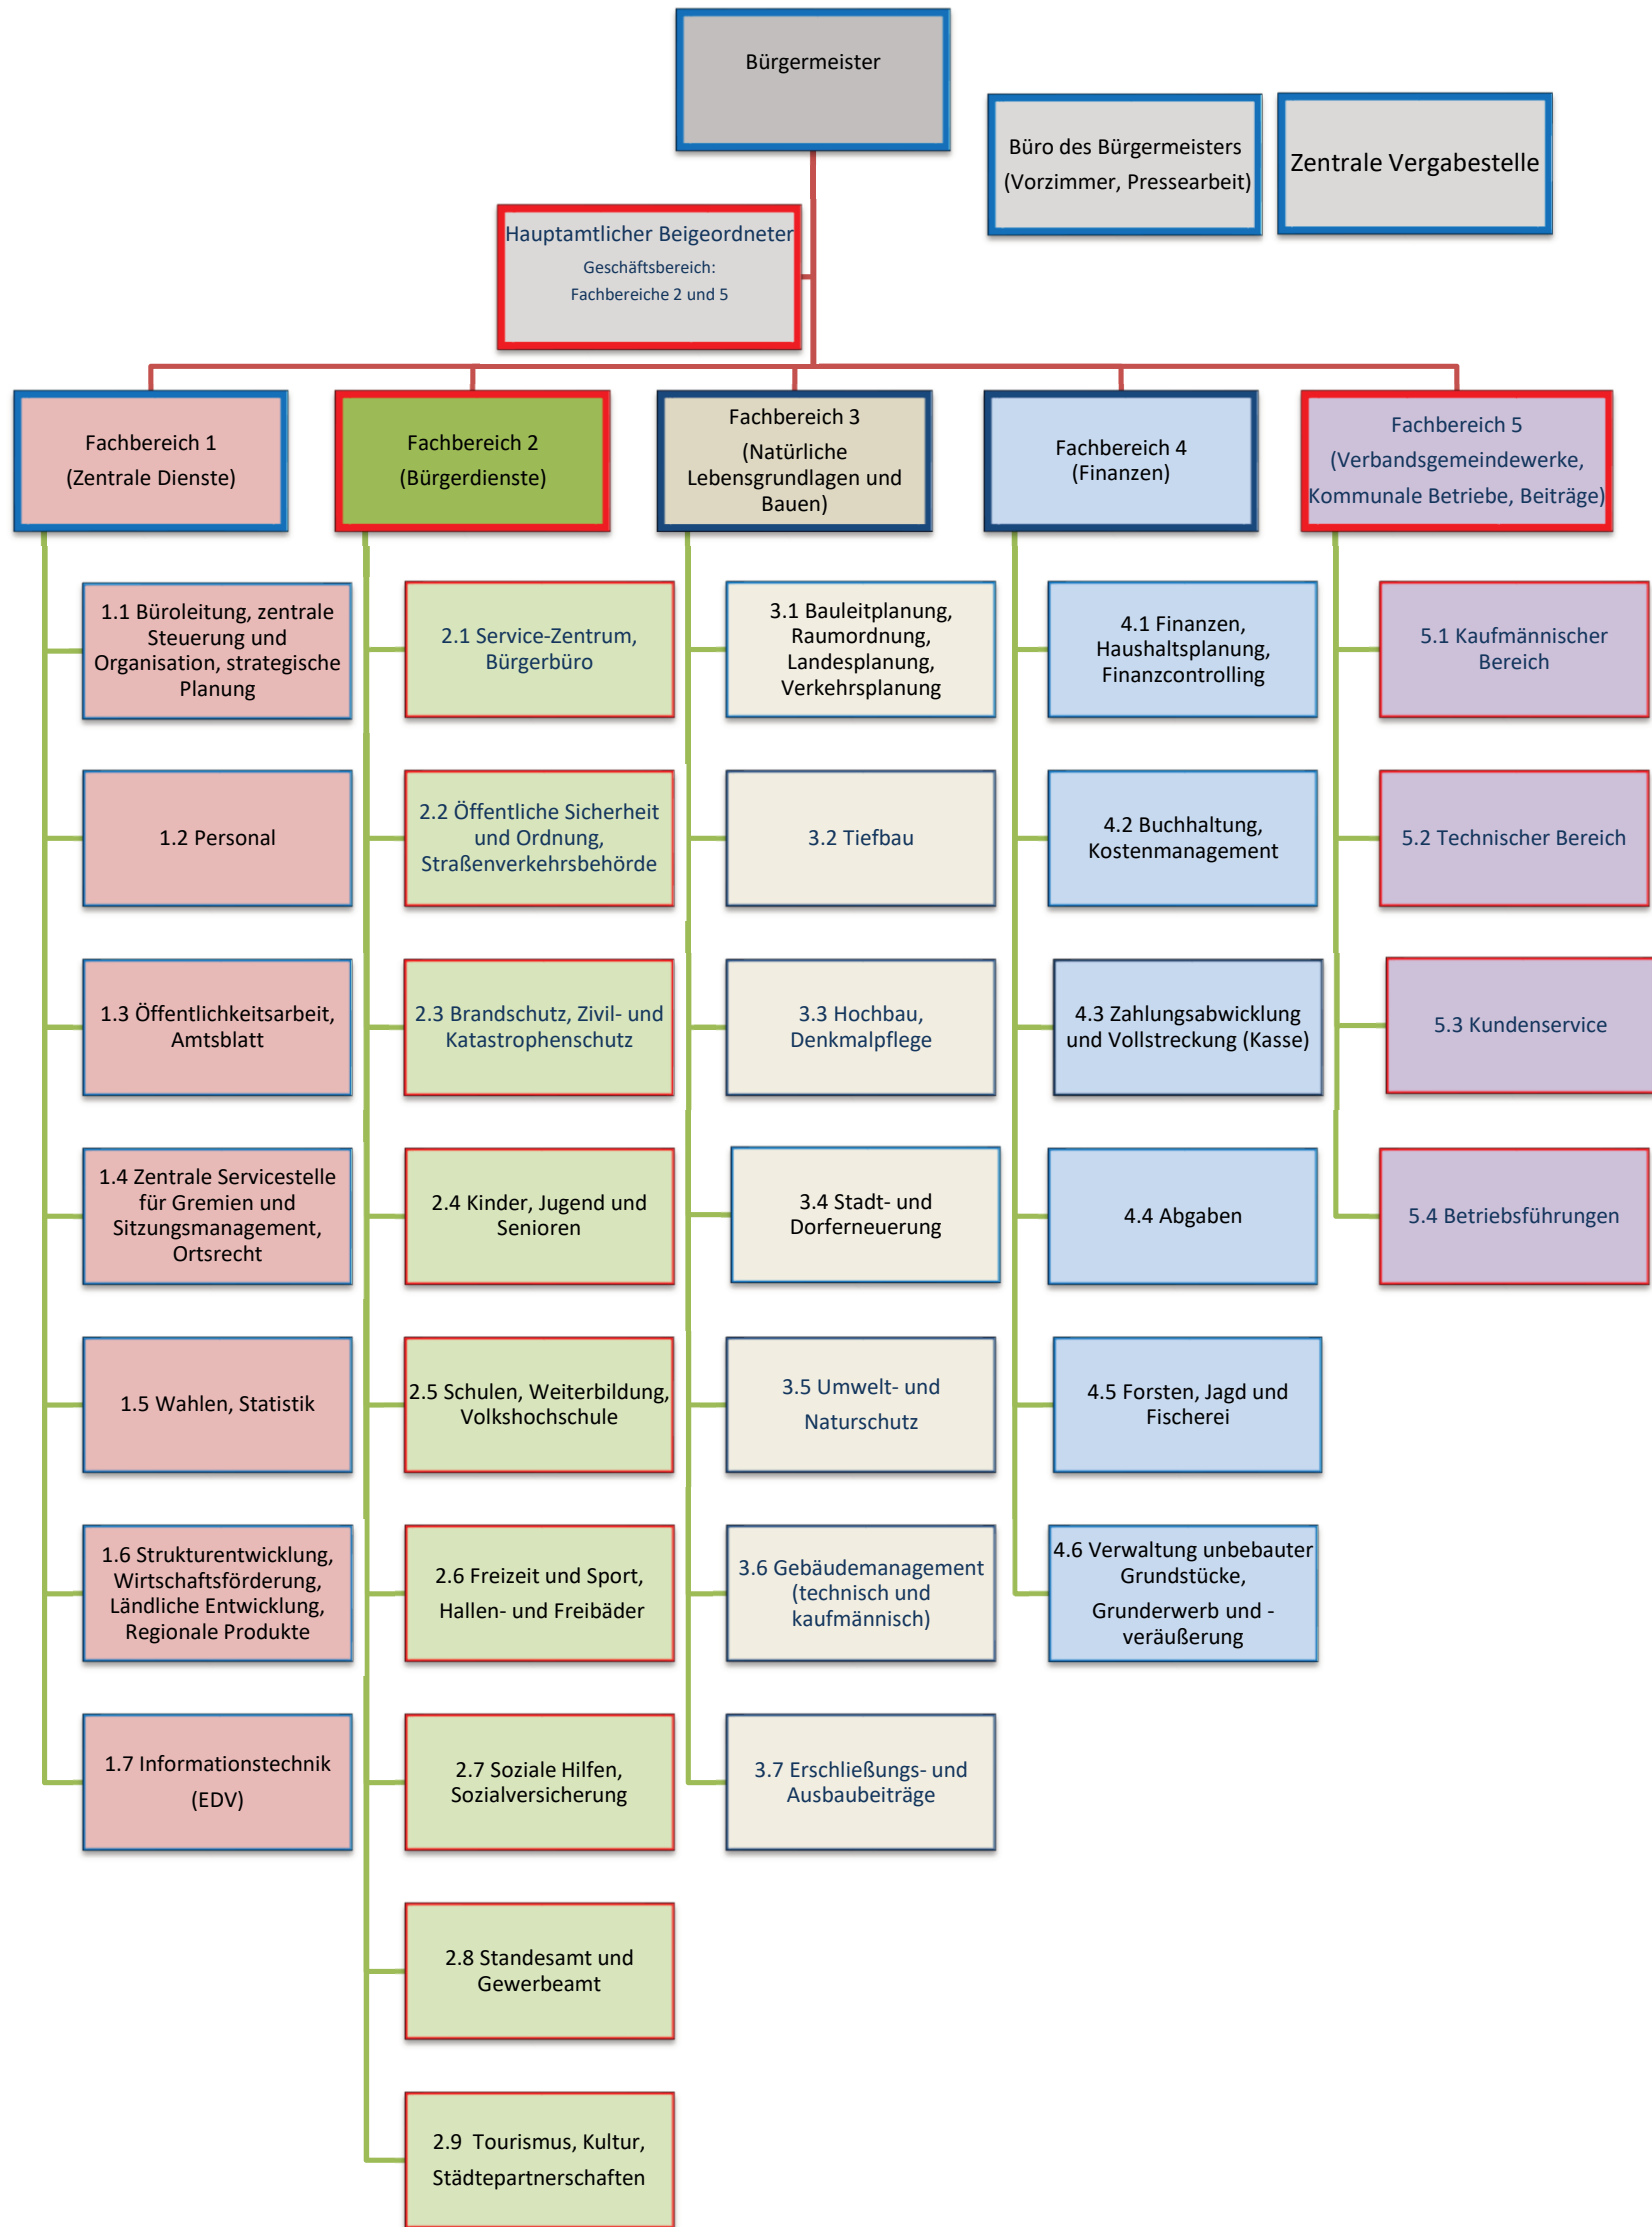 Bürgermeister
Büro des Bürgermeisters
(Vorzimmer, Pressearbeit)
Zentrale Vergabestelle
Hauptamtlicher Beigeordneter
Geschäftsbereich:
Fachbereiche 2 und 5
Fachbereich 1
(Zentrale Dienste)
1.1 Büroleitung, zentrale
Steuerung und
Organisation, strategische
Planung
1.2 Personal
1.3 Öffentlichkeitsarbeit,
Amtsblatt
1.4 Zentrale Servicestelle
für Gremien und
Sitzungsmanagement,
Ortsrecht
1.5 Wahlen, Statistik
1.6 Strukturentwicklung,
Wirtschaftsförderung,
Ländliche Entwicklung,
Regionale Produkte
1.7 Informationstechnik
(EDV)
Fachbereich 2
(Bürgerdienste)
2.1 Service-Zentrum,
Bürgerbüro
2.2 Öffentliche Sicherheit
und Ordnung,
Straßenverkehrsbehörde
2.3 Brandschutz, Zivil- und
Katastrophenschutz
2.4 Kinder, Jugend und
Senioren
2.5 Schulen, Weiterbildung,
Volkshochschule
2.6 Freizeit und Sport,
Hallen- und Freibäder
2.7 Soziale Hilfen,
Sozialversicherung
2.8 Standesamt und
Gewerbeamt
2.9 Tourismus, Kultur,
Städtepartnerschaften
Fachbereich 3
(Natürliche
Lebensgrundlagen und
Bauen)
3.1 Bauleitplanung,
Raumordnung,
Landesplanung,
Verkehrsplanung
3.2 Tiefbau
3.3 Hochbau,
Denkmalpflege
3.4 Stadt- und
Dorferneuerung
3.5 Umwelt- und
Naturschutz
3.6 Gebäudemanagement
(technisch und
kaufmännisch)
3.7 Erschließungs- und
Ausbaubeiträge
Fachbereich 4
(Finanzen)
4.1 Finanzen,
Haushaltsplanung,
Finanzcontrolling
4.2 Buchhaltung,
Kostenmanagement
4.3 Zahlungsabwicklung
und Vollstreckung (Kasse)
4.4 Abgaben
4.5 Forsten, Jagd und
Fischerei
4.6 Verwaltung unbebauter
Grundstücke,
Grunderwerb und -
veräußerung
Fachbereich 5
(Verbandsgemeindewerke,
Kommunale Betriebe, Beiträge)
5.1 Kaufmännischer
Bereich
5.2 Technischer Bereich
5.3 Kundenservice
5.4 Betriebsführungen